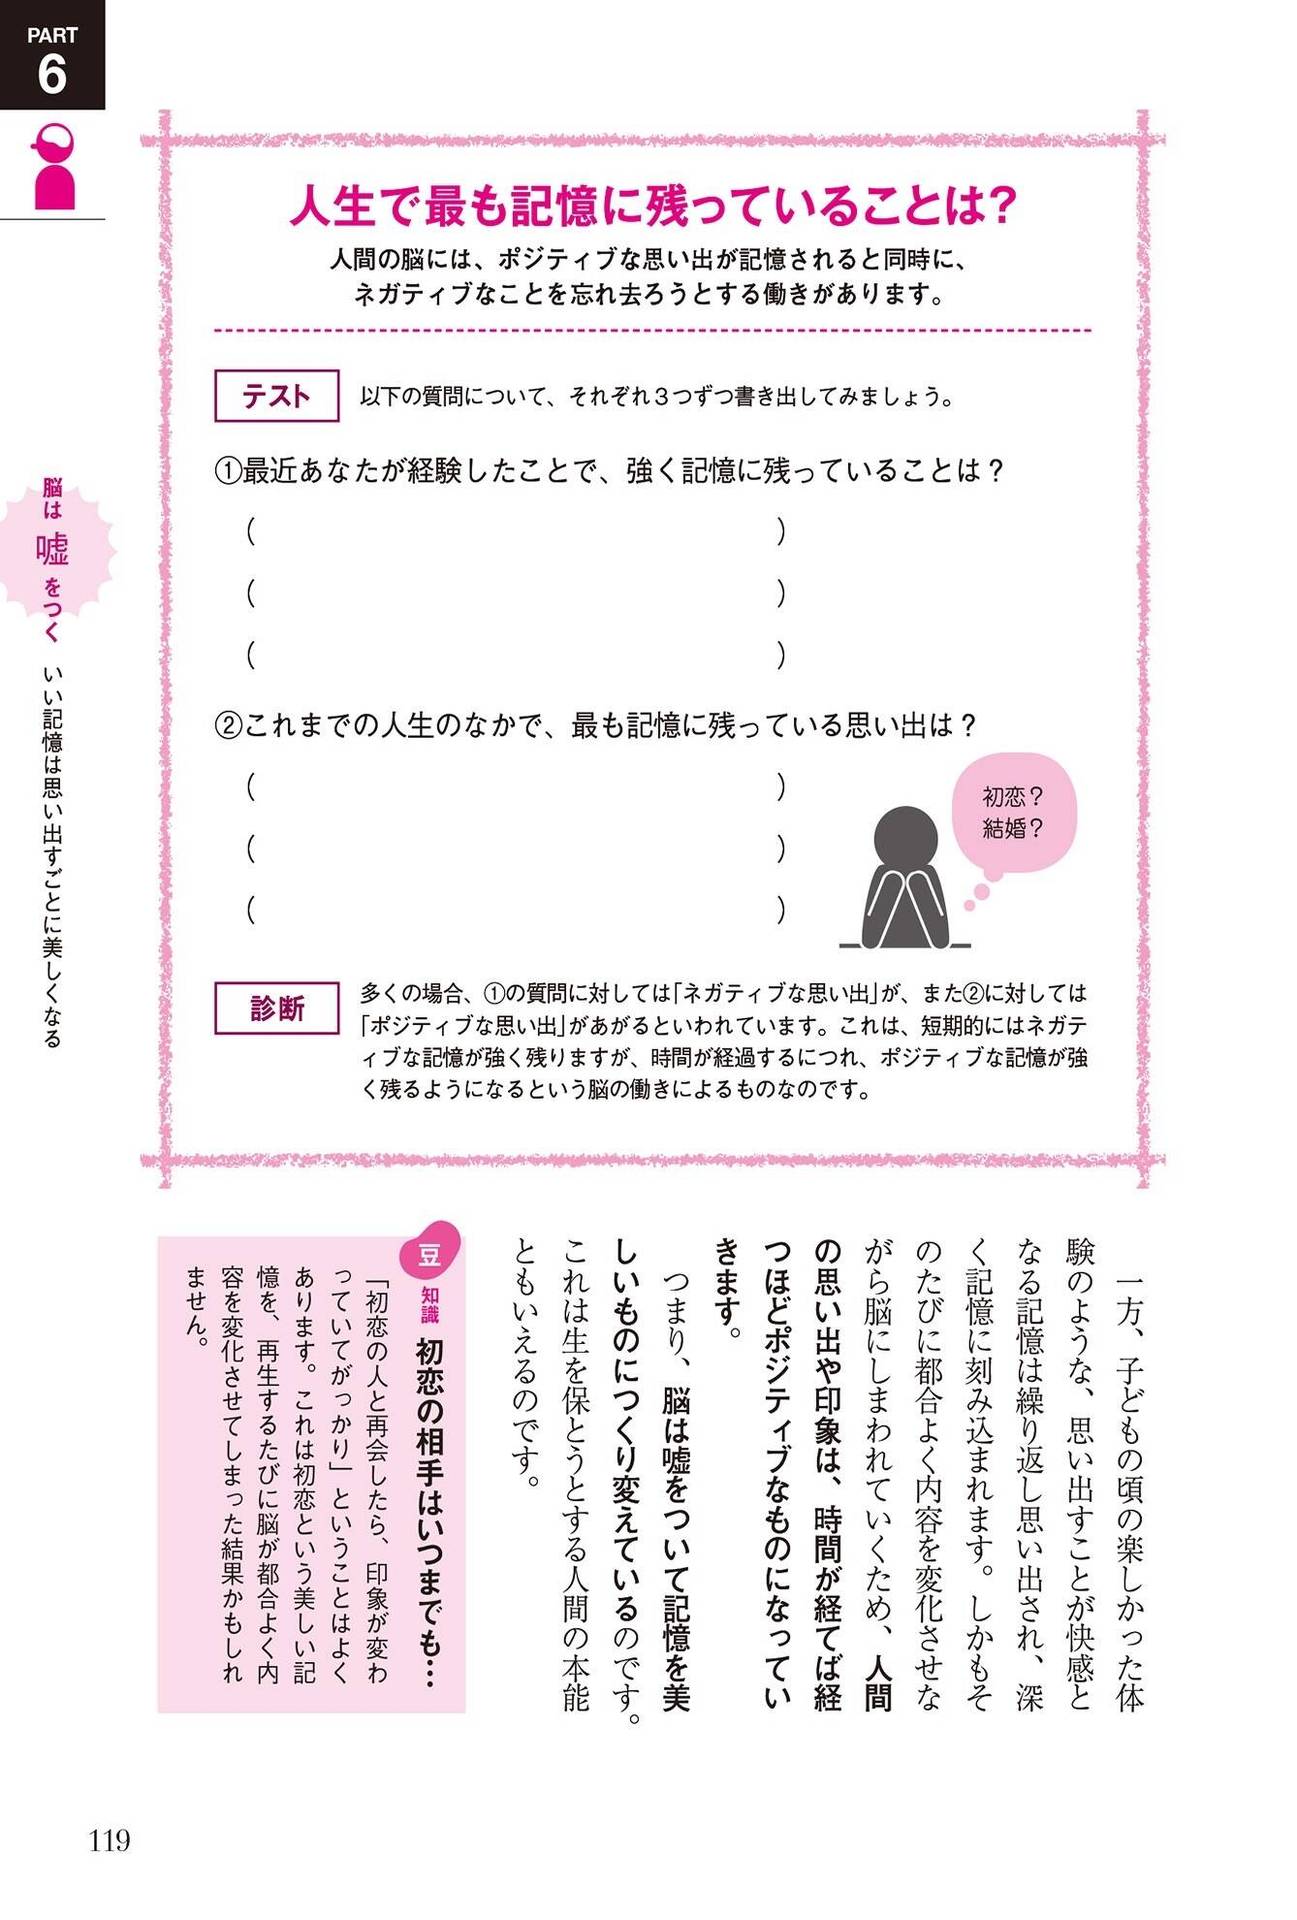 PART
6
人生で最も記憶に残っていることは？
人間の脳には、ポジティブな思い出が記憶されると同時に、
ネガティブなことを忘れ去ろうとする働きがあります。
テスト
以下の質問について、それぞれ３つずつ書き出してみましょう。
①最近あなたが経験したことで、強く記憶に残っていることは？
（　　　）
（　　　）
（　　　）
②これまでの人生のなかで、最も記憶に残っている思い出は？
（　　　）
（　　　）
（　　　）
初恋？
結婚？
診断
多くの場合、①の質問に対しては「ネガティブな思い出」が、また②に対しては
「ポジティブな思い出」があがるといわれています。これは、短期的にはネガテ
ィブな記憶が強く残りますが、時間が経過するにつれ、ポジティブな記憶が強
く残るようになるという脳の働きによるものなのです。
脳は嘘をつく　いい記憶は思い出すごとに美しくなる
一方、子どもの頃の楽しかった体
験のような、思い出すことが快感と
なる記憶は繰り返し思い出され、深
く記憶に刻み込まれます。しかもそ
のたびに都合よく内容を変化させな
がら脳にしまわれていくため、人間
の思い出や印象は、時間が経てば経
つほどポジティブなものになってい
きます。
つまり、脳は嘘をついて記憶を美
しいものにつくり変えているのです。
これは生を保とうとする人間の本能
ともいえるのです。
豆知識　初恋の相手はいつまでも…
「初恋の人と再会したら、印象が変わ
っていてがっかり」ということはよく
あります。これは初恋という美しい記
憶を、再生するたびに脳が都合よく内
容を変化させてしまった結果かもしれ
ません。
119